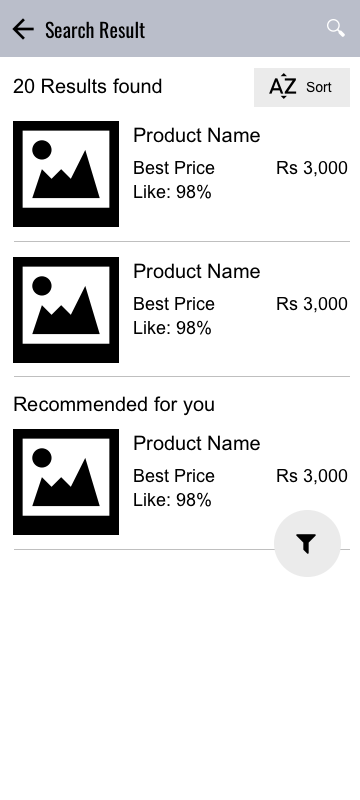 Search Result
20 Results found
AZ Sort
Product Name
Best Price Rs 3,000
Like: 98%
Product Name
Best Price Rs 3,000
Like: 98%
Recommended for you
Product Name
Best Price Rs 3,000
Like: 98%